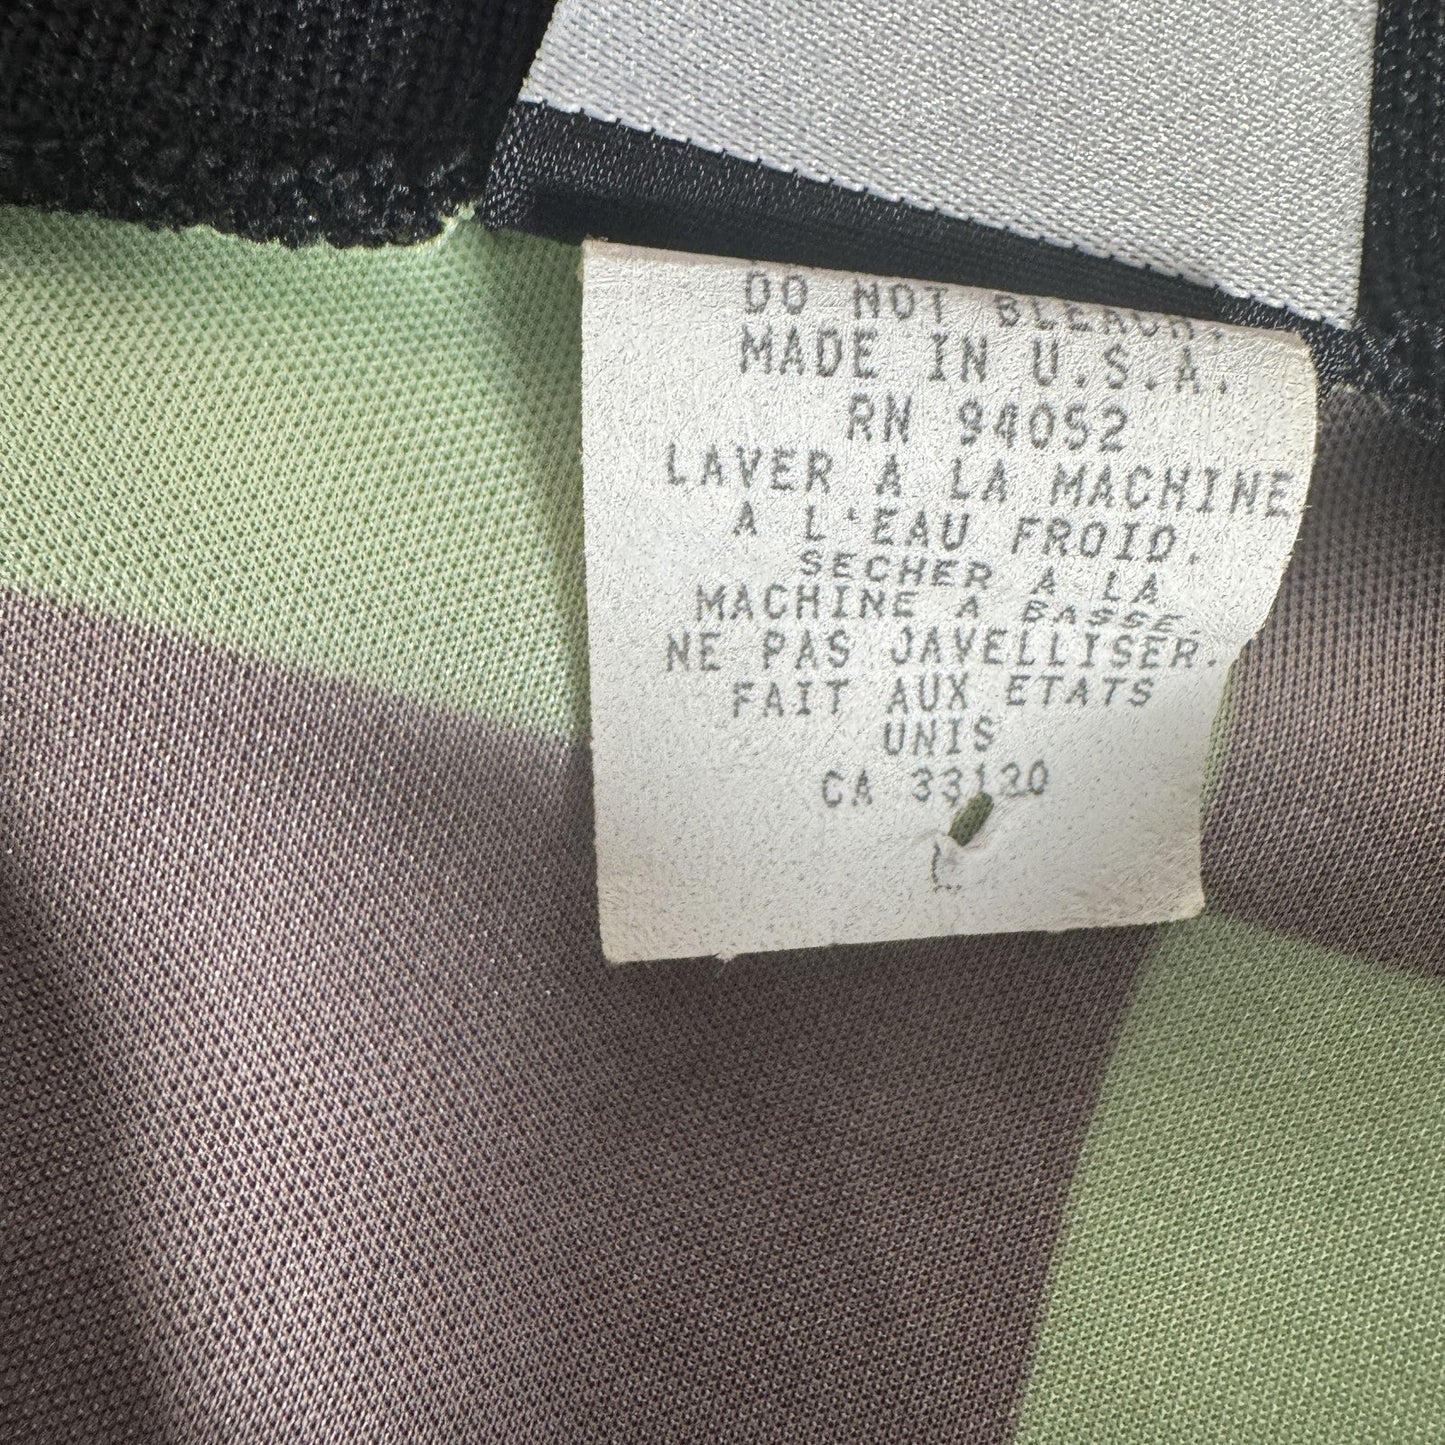 DO NOT BLEACH.
MADE IN U.S.A.
RN 94052
LAVER A LA MACHINE
A L'EAU FROID.
SECHER A LA
MACHINE A BASSE.
NE PAS JAVELLISER.
FAIT AUX ETATS
UNIS
CA 33120